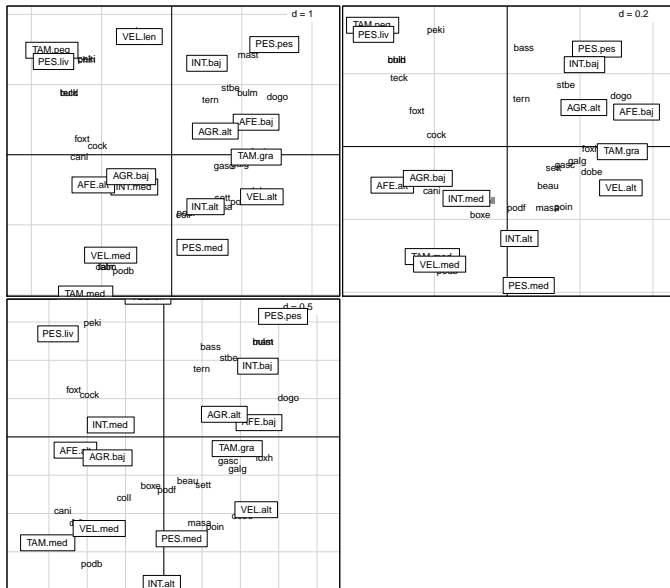 d = 1
VEL.len
PES.pes
TAM.peq
PES.liv
mast
INT.baj
stbe
tern
bulm
dogo
AFE.baj
AGR.alt
foxt
cock
cani
TAM.gra
gasc
AGR.baj
AFE.alt
INT.med
sett
VEL.alt
INT.alt
PES.med
VEL.med
podb
TAM.med
d = 0.2
PES.liv
peki
bass
PES.pes
INT.baj
teck
stbe
tern
dogo
AGR.alt
AFE.baj
foxt
cock
TAM.gra
galg
gasc
sett
dobe
AGR.baj
cani
beau
VEL.alt
INT.med
boxe
podf
masa
poin
INT.alt
VEL.med
PES.med
d = 0.5
peki
PES.pes
PES.liv
bass
stbe
INT.baj
tern
foxt
cock
dogo
AGR.alt
AFE.baj
INT.med
TAM.gra
AGR.baj
gasc
foxh
galg
boxe
beau
podf
sett
coll
cani
VEL.alt
VEL.med
masa
poin
TAM.med
PES.med
podb
INT.alt